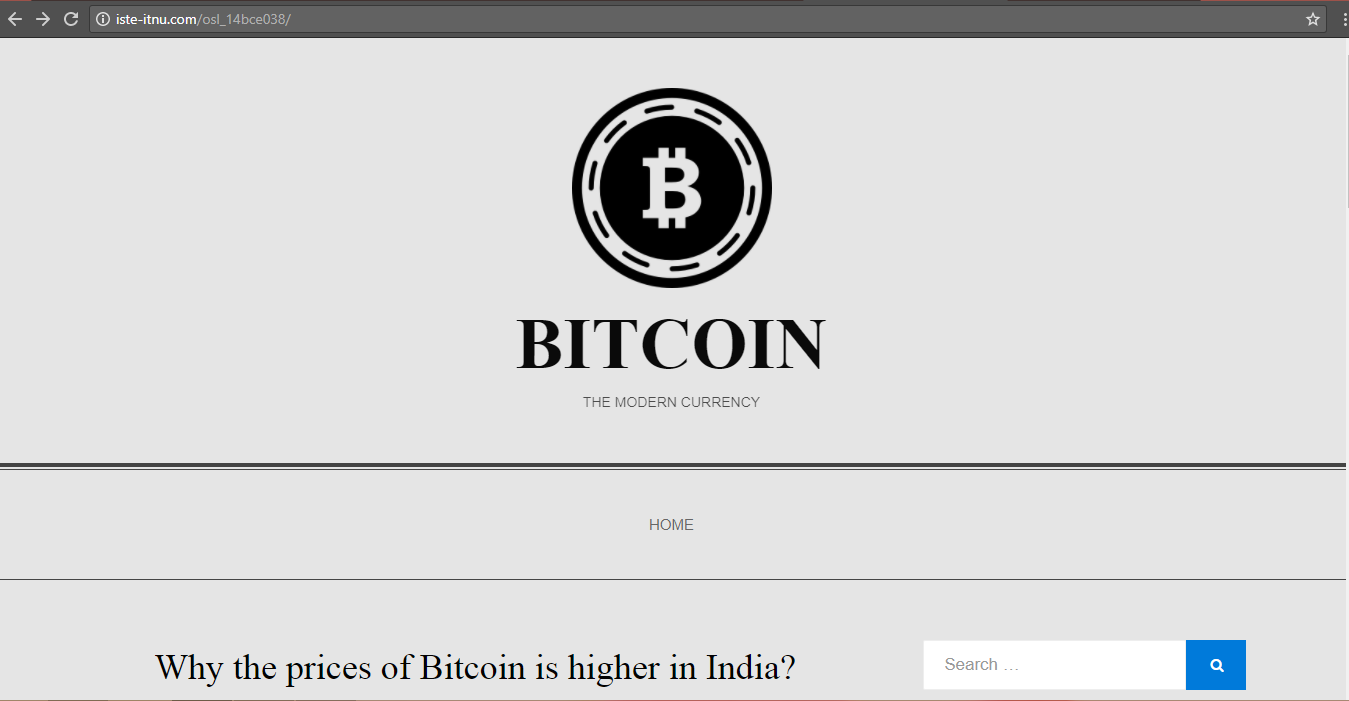 iste-itnu.com/osl_14bce038/
BITCOIN
THE MODERN CURRENCY
HOME
Why the prices of Bitcoin is higher in India?
Search …